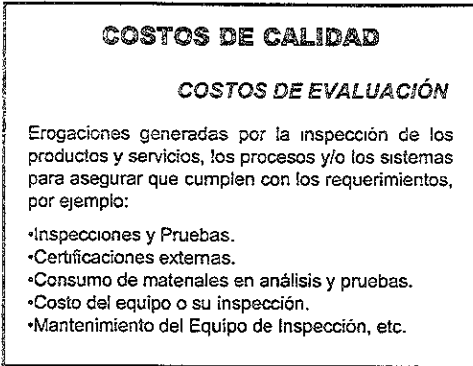 COSTOS DE CALIDAD
COSTOS DE EVALUACIÓN
Erogaciones generadas por la inspección de los
productos y servicios, los procesos y/o los sistemas
para asegurar que cumplen con los requerimientos,
por ejemplo:
•Inspecciones y Pruebas.
•Certificaciones externas.
•Consumo de materiales en análisis y pruebas.
•Costo del equipo o su inspección.
•Mantenimiento del Equipo de Inspección, etc.